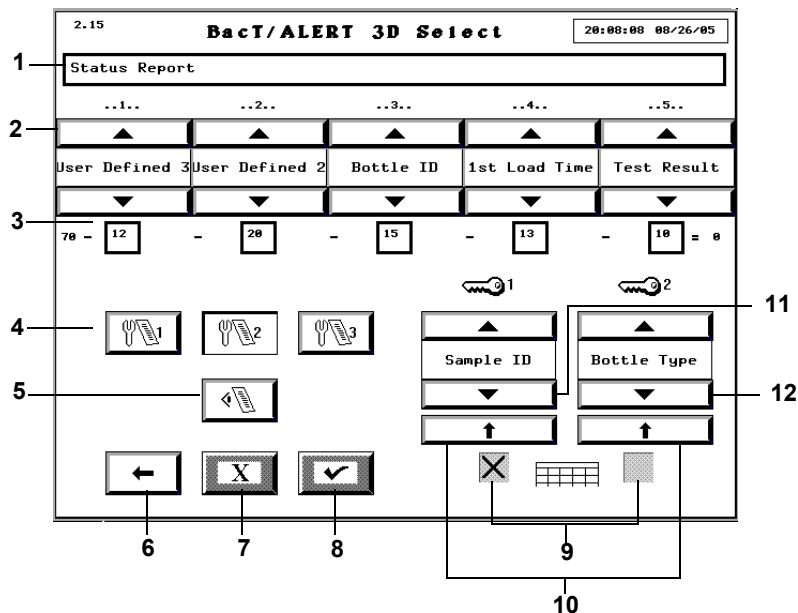 2.15
BacT/ALERT 3D Select
20:08:08 08/26/05
1
Status Report
..1.. ..2.. ..3.. ..4.. ..5..
2
User Defined 3 User Defined 2 Bottle ID 1st Load Time Test Result
3
70 - 12 - 20 - 15 - 13 - 10 = 0
1 2
11
4
1 2 3
Sample ID Bottle Type
5
12
X
6 7 8
9
10